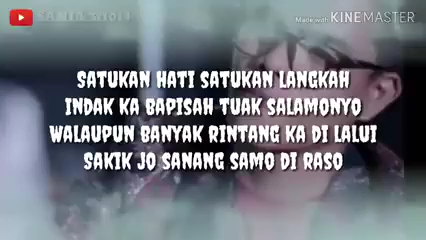 Made with KINEMASTER
SATUKAN HATI SATUKAN LANGKAH
INDAK KA BAPISAH TUAK SALAMONYO
WALAUPUN BANYAK RINTANG KA DI LALUI
SAKIK JO SANANG SAMO DI RASO